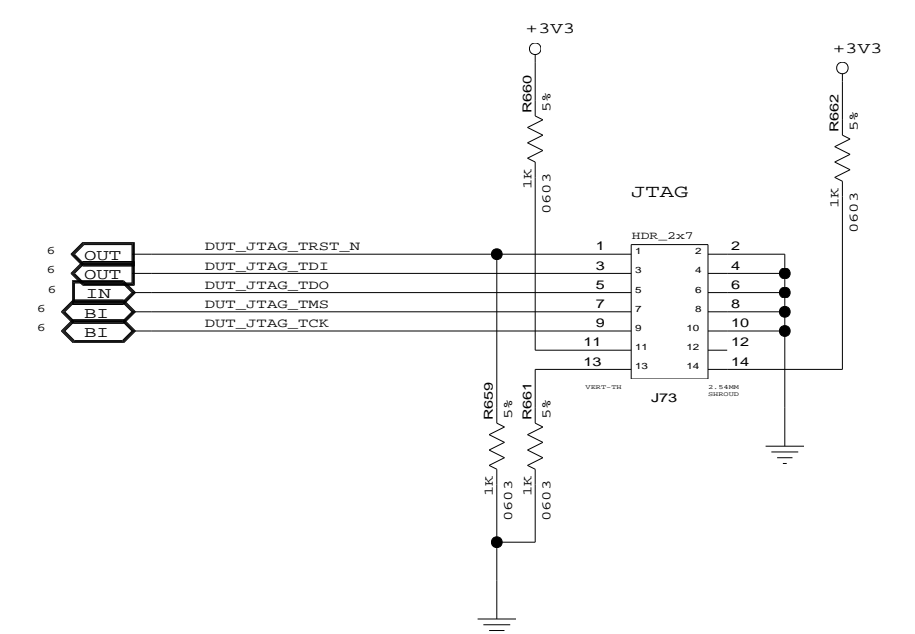 +3V3
+3V3
R660
5%
1K
0603
R662
5%
1K
0603
JTAG
HDR_2x7
6 OUT DUT_JTAG_TRST_N 1 1 2 2
6 OUT DUT_JTAG_TDI 3 3 4 4
6 IN DUT_JTAG_TDO 5 5 6 6
6 BI DUT_JTAG_TMS 7 7 8 8
6 BI DUT_JTAG_TCK 9 9 10 10
11 11 12 12
13 13 14 14
VERT-TH
2.54MM
SHROUD
J73
R659
5%
1K
0603
R661
5%
1K
0603